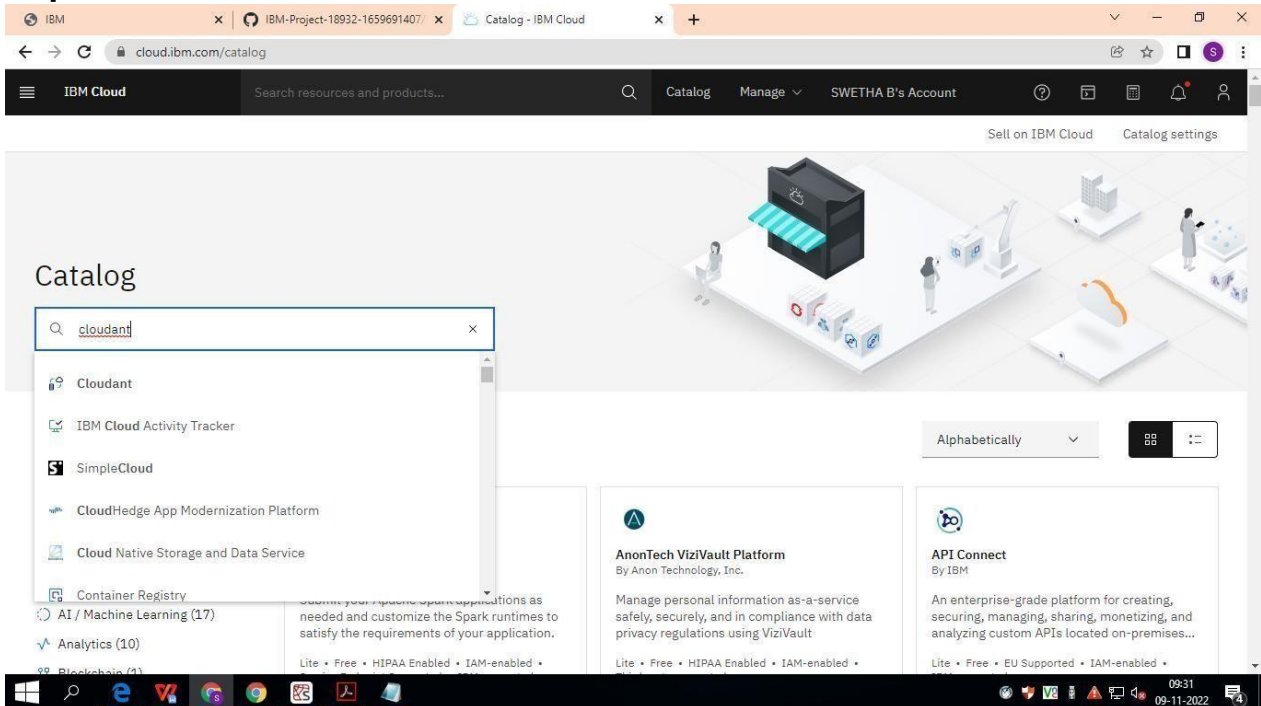 IBM
IBM-Project-18932-1659691407/
Catalog - IBM Cloud
cloud.ibm.com/catalog
S
IBM Cloud
Search resources and products...
Catalog
Manage
SWETHA B's Account
Sell on IBM Cloud
Catalog settings
Catalog
cloudant
Cloudant
IBM Cloud Activity Tracker
SimpleCloud
CloudHedge App Modernization Platform
Cloud Native Storage and Data Service
Container Registry
Alphabetically
AI / Machine Learning (17)
Analytics (10)
Blockchain (1)
needed and customize the Spark runtimes to
satisfy the requirements of your application.
Lite • Free • HIPAA Enabled • IAM-enabled •
AnonTech ViziVault Platform
By Anon Technology, Inc.
Manage personal information as-a-service
safely, securely, and in compliance with data
privacy regulations using ViziVault
Lite • Free • HIPAA Enabled • IAM-enabled •
API Connect
By IBM
An enterprise-grade platform for creating,
securing, managing, sharing, monetizing, and
analyzing custom APIs located on-premises...
Lite • Free • EU Supported • IAM-enabled •
09:31
09-11-2022
4